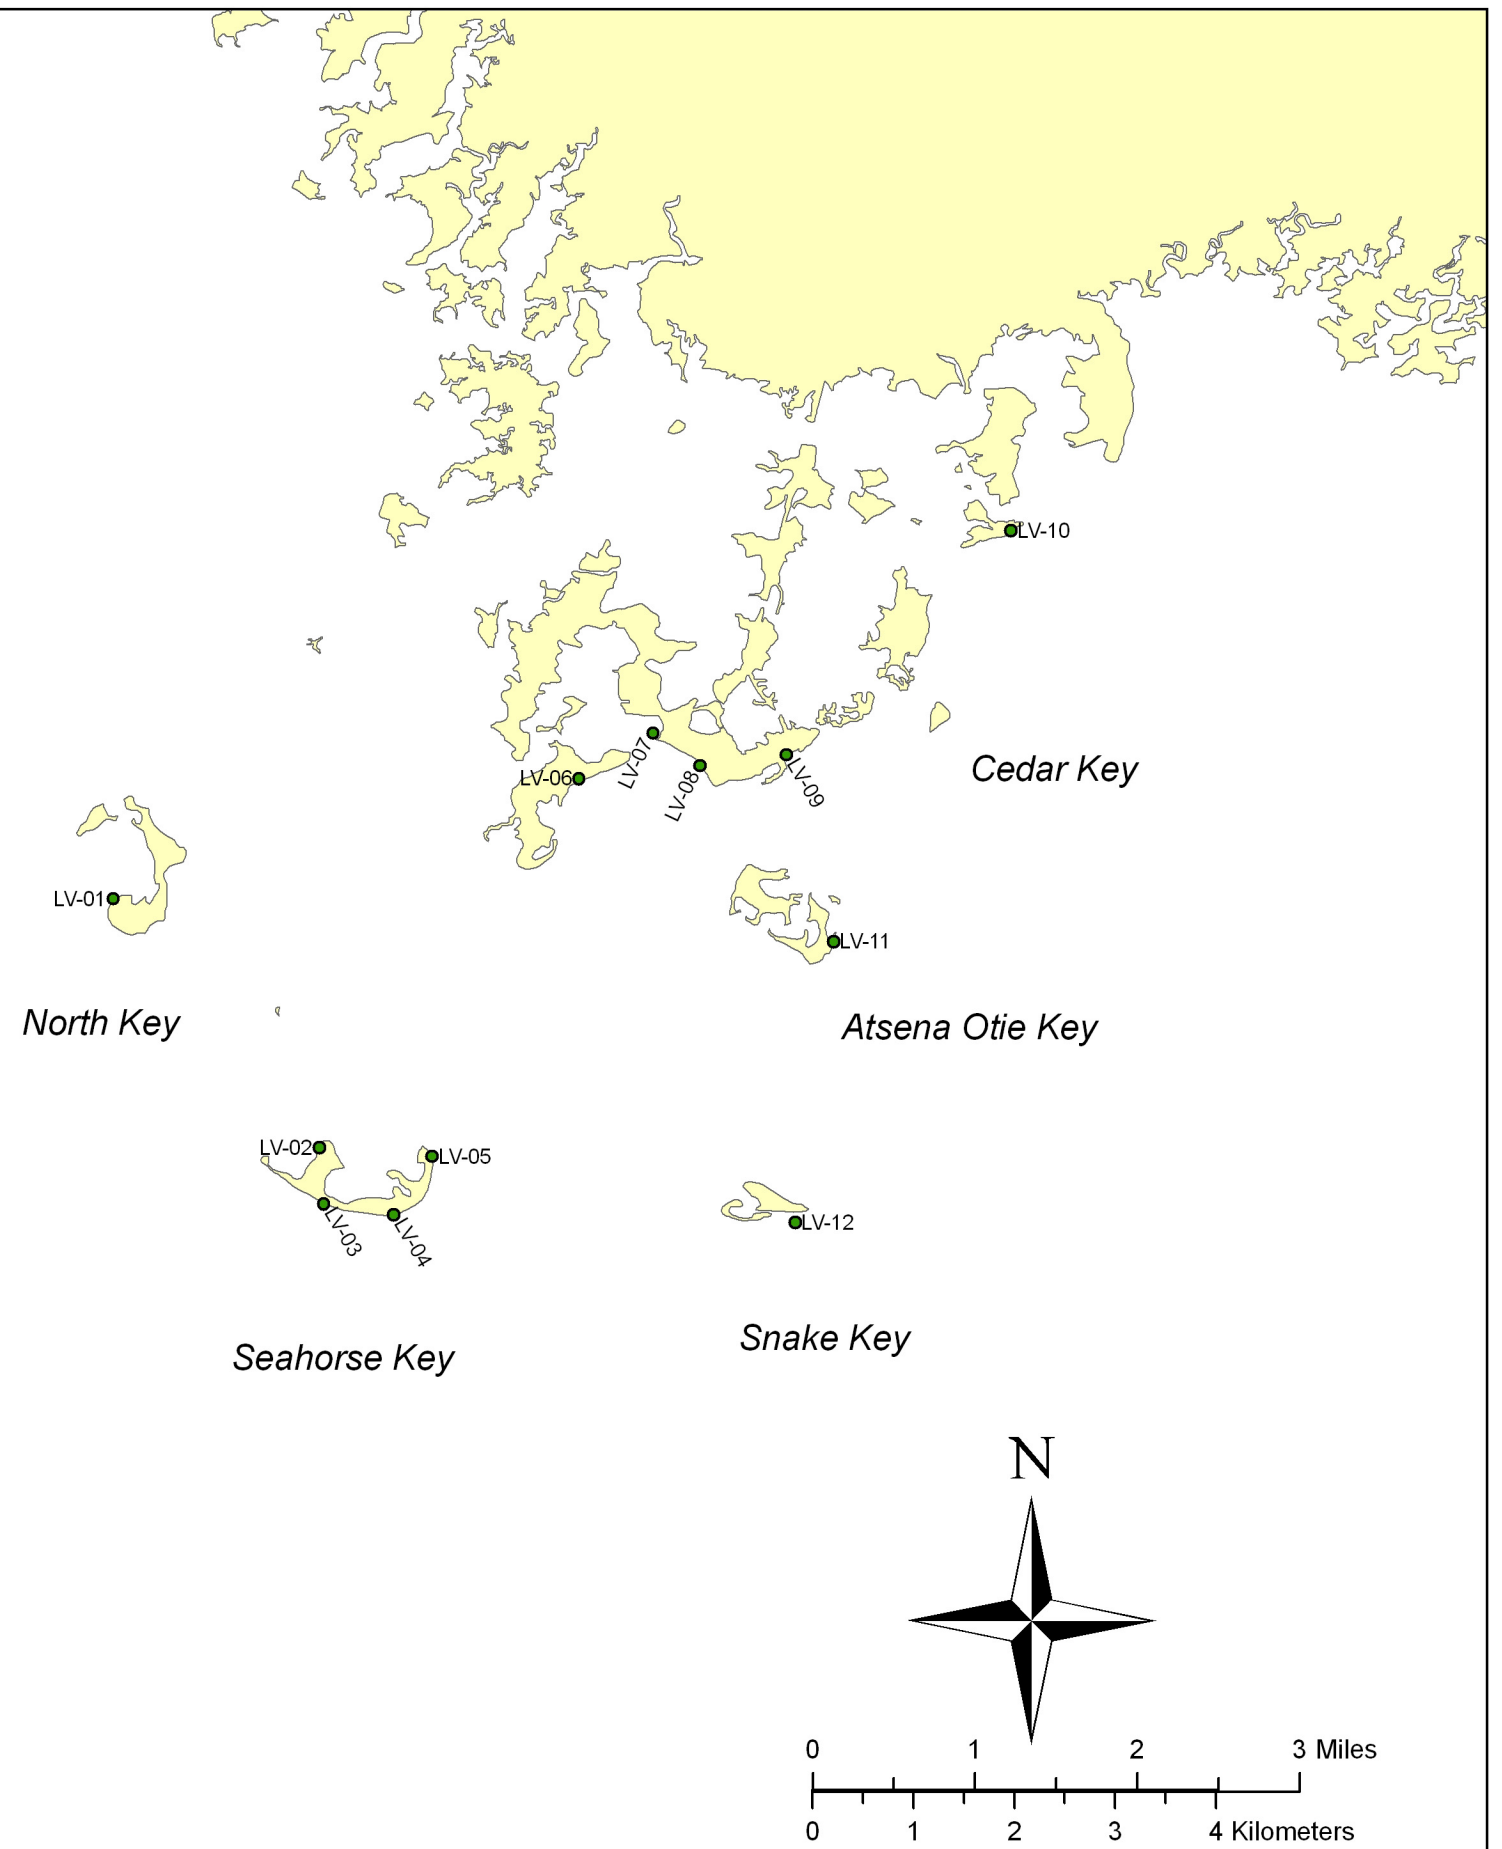 LV-10
LV-07
LV-06
LV-08
LV-09
Cedar Key
LV-01
LV-11
North Key
Atsena Otie Key
LV-02
LV-05
LV-03
LV-04
LV-12
Snake Key
Seahorse Key
N
0 1 2 3 Miles
0 1 2 3 4 Kilometers